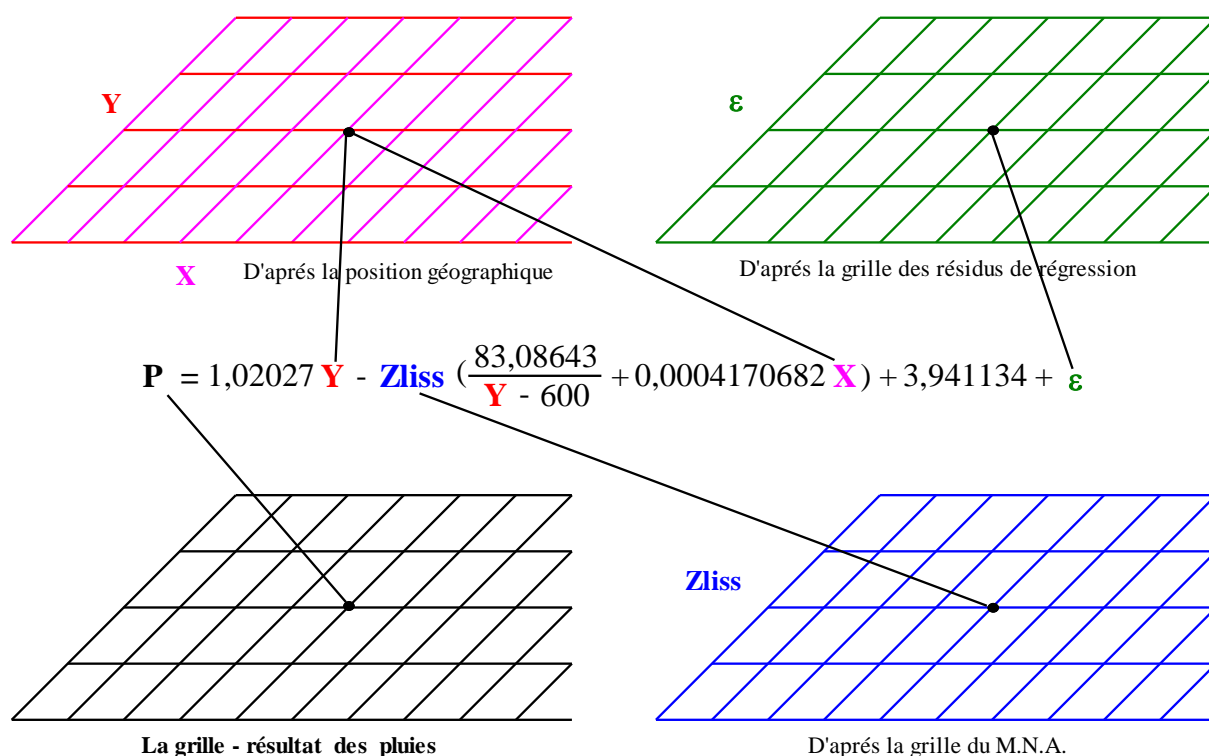 Y
ε
X
D'aprés la position géographique
D'aprés la grille des résidus de régression
P = 1,02027 Y - Zliss (83,08643 / Y - 600 + 0,0004170682 X) + 3,941134 + ε
Zliss
La grille - résultat des pluies
D'aprés la grille du M.N.A.